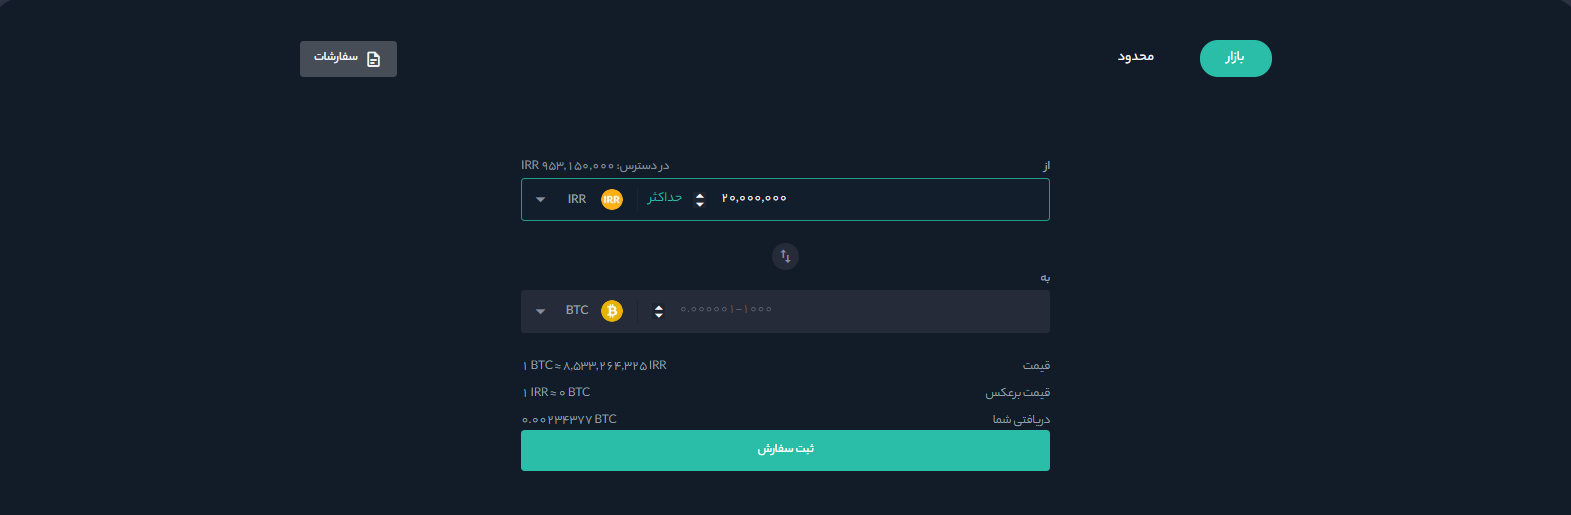 بازار
محدود
سفارشات
از
در دسترس: ۹۵۳,۱۵۰,۰۰۰ IRR
۲۰,۰۰۰,۰۰۰
حداکثر
IRR
IRR
به
۰.۰۰۰۰۰۱-۱۰۰۰
BTC
قیمت
۱ BTC ≈ ۸,۵۳۳,۲۶۴,۳۲۵ IRR
قیمت برعکس
۱ IRR ≈ ۰ BTC
دریافتی شما
۰.۰۰۲۳۴۳۷۷ BTC
ثبت سفارش